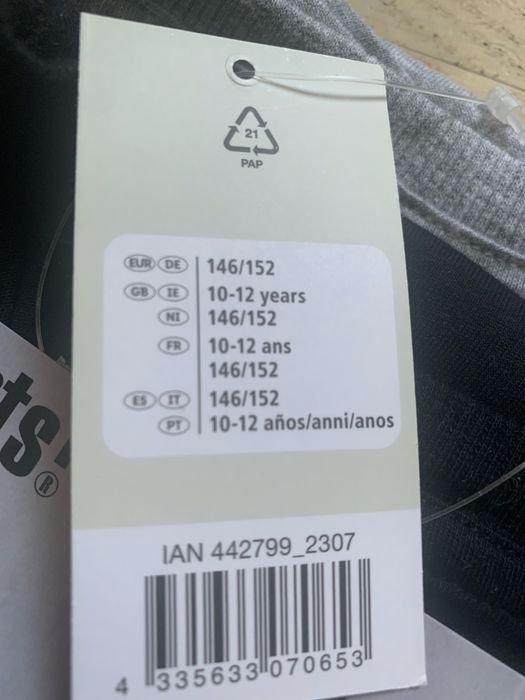 21
PAP
EUR DE 146/152
GB IE 10-12 years
NI 146/152
FR 10-12 ans
146/152
ES IT 146/152
PT 10-12 años/anni/anos
IAN 442799_2307
4 335633 070653
ts®